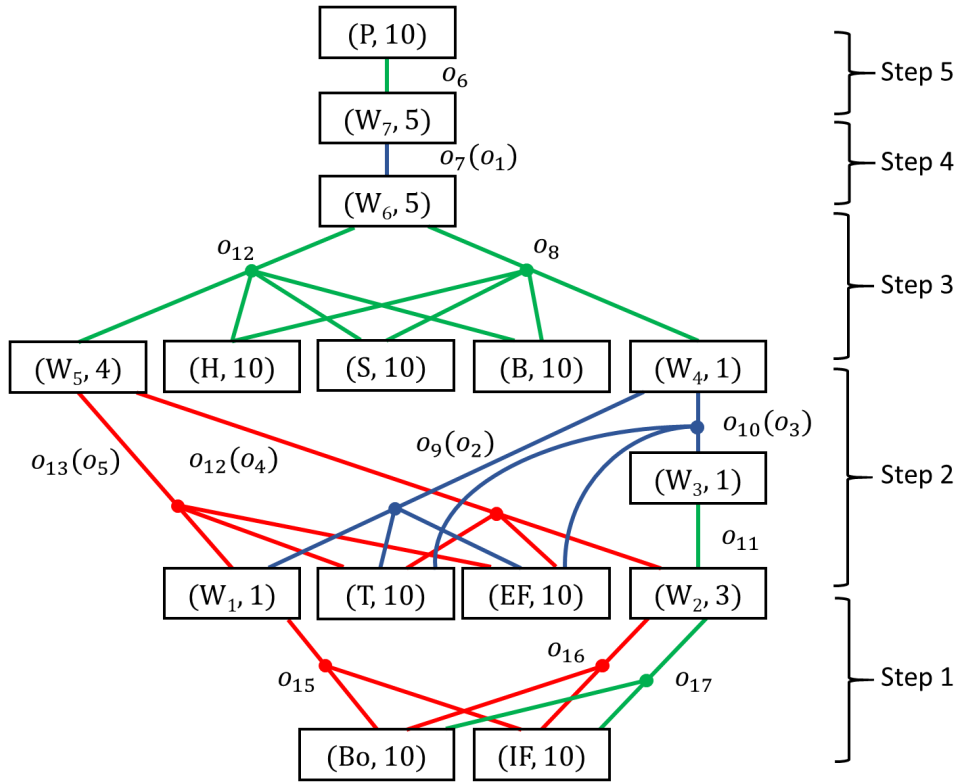 (P, 10)
o₆
Step 5
(W₇, 5)
o₇(o₁)
Step 4
(W₆, 5)
o₁₂
o₈
Step 3
(W₅, 4)
(H, 10)
(S, 10)
(B, 10)
(W₄, 1)
o₁₃(o₅)
o₁₂(o₄)
o₉(o₂)
o₁₀(o₃)
(W₃, 1)
Step 2
o₁₁
(W₁, 1)
(T, 10)
(EF, 10)
(W₂, 3)
o₁₅
o₁₆
o₁₇
Step 1
(Bo, 10)
(IF, 10)